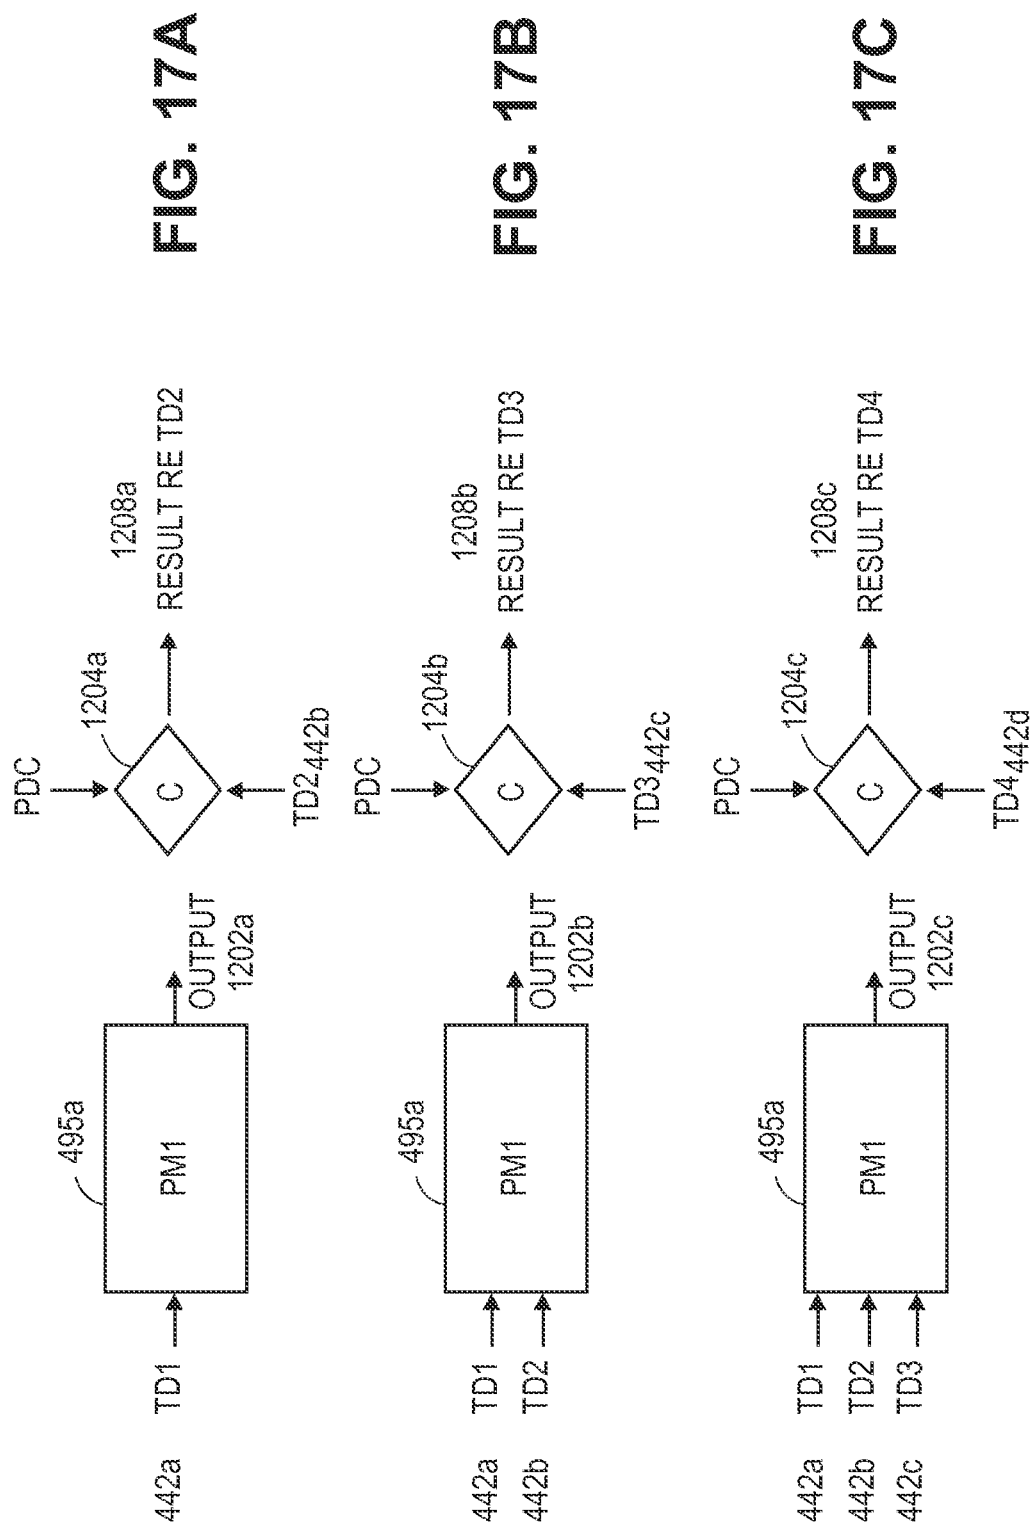 FIG. 17A
442a
TD1
495a
PM1
OUTPUT
1202a
PDC
1204a
C
TD2 442b
1208a
RESULT RE TD2
FIG. 17B
442a
TD1
442b
TD2
495a
PM1
OUTPUT
1202b
PDC
1204b
C
TD3 442c
1208b
RESULT RE TD3
FIG. 17C
442a
TD1
442b
TD2
442c
TD3
495a
PM1
OUTPUT
1202c
PDC
1204c
C
TD4 442d
1208c
RESULT RE TD4